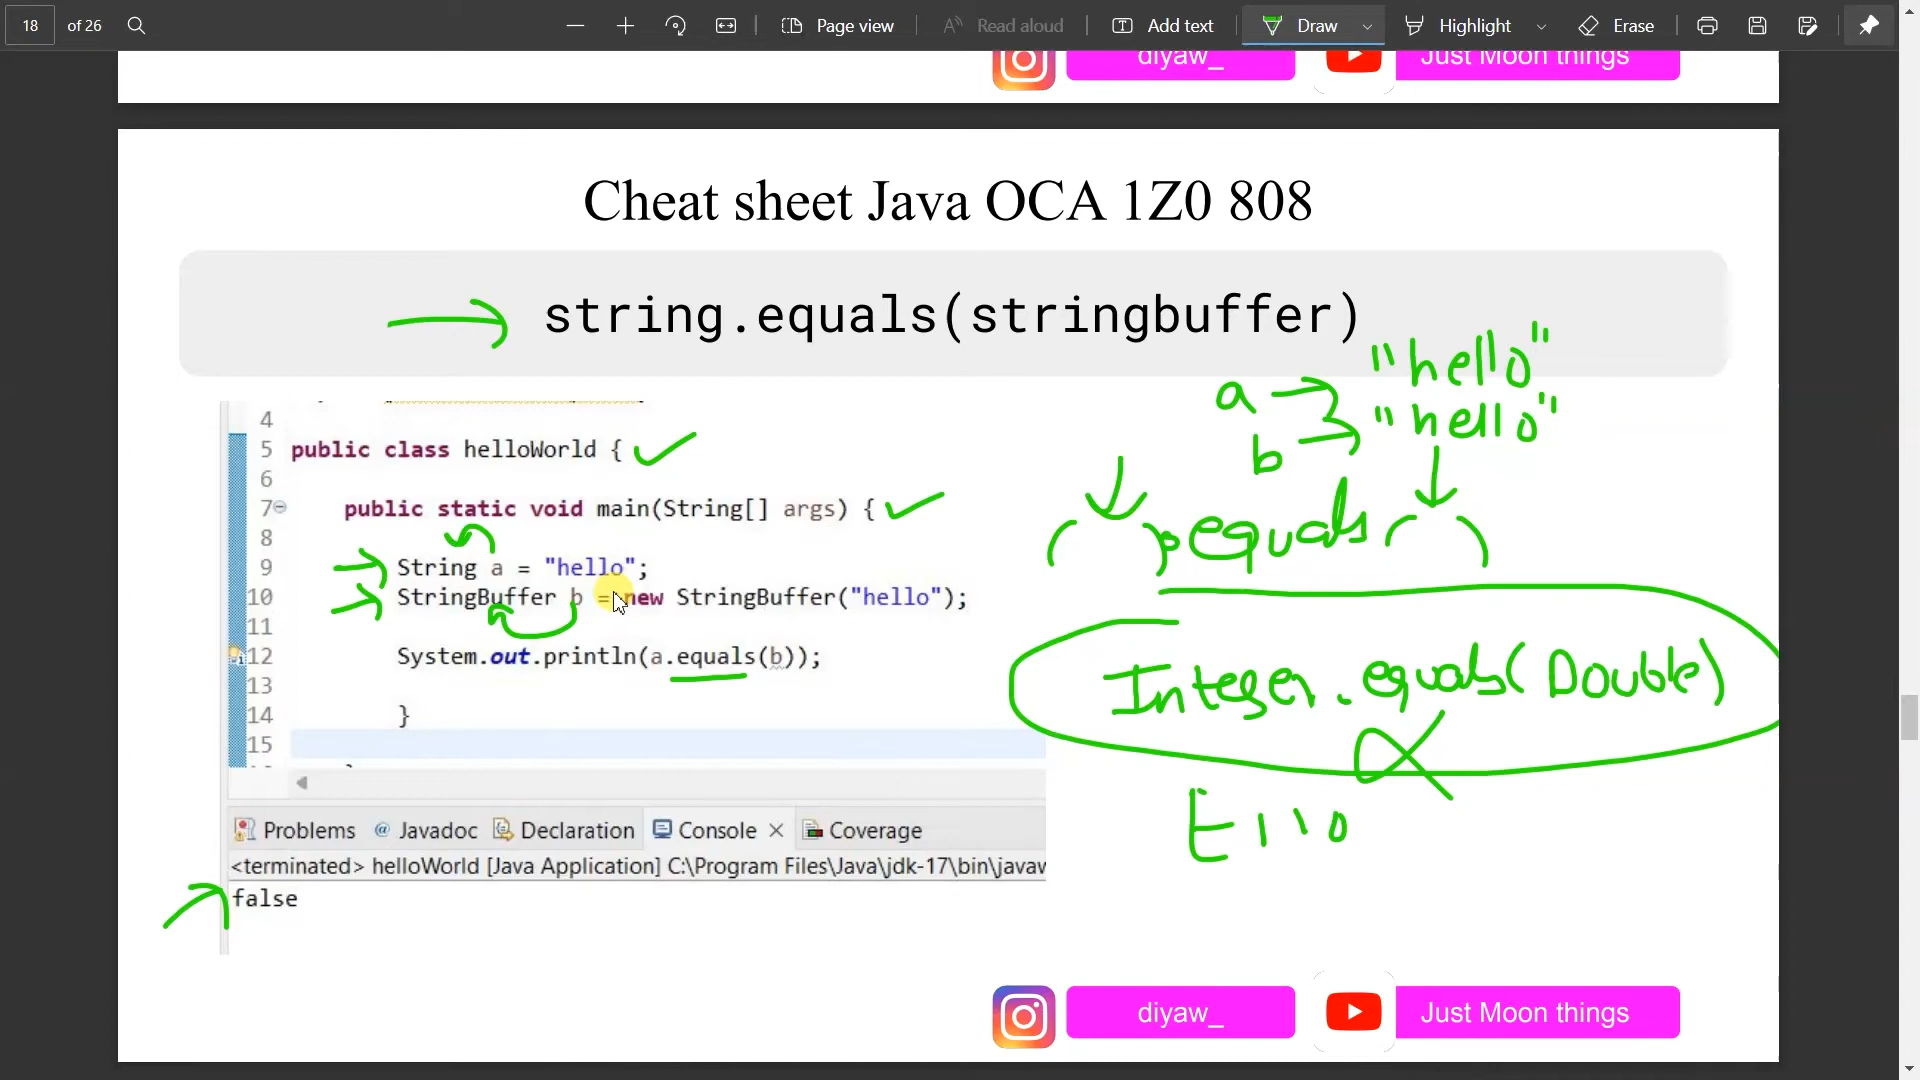 18 of 26 Page view Read aloud Add text Draw Highlight Erase
diyaw_ Just Moon things
Cheat sheet Java OCA 1Z0 808
string.equals(stringbuffer)
"hello"
a
"hello"
b
( ).equals( )
Integer.equals(Double)
4
5 public class helloWorld {
6
7 public static void main(String[] args) {
8
9 String a = "hello";
10 StringBuffer b = new StringBuffer("hello");
11
12 System.out.println(a.equals(b));
13
14 }
15
Problems @ Javadoc Declaration Console Coverage
<terminated> helloWorld [Java Application] C:\Program Files\Java\jdk-17\bin\javaw
false
diyaw_ Just Moon things